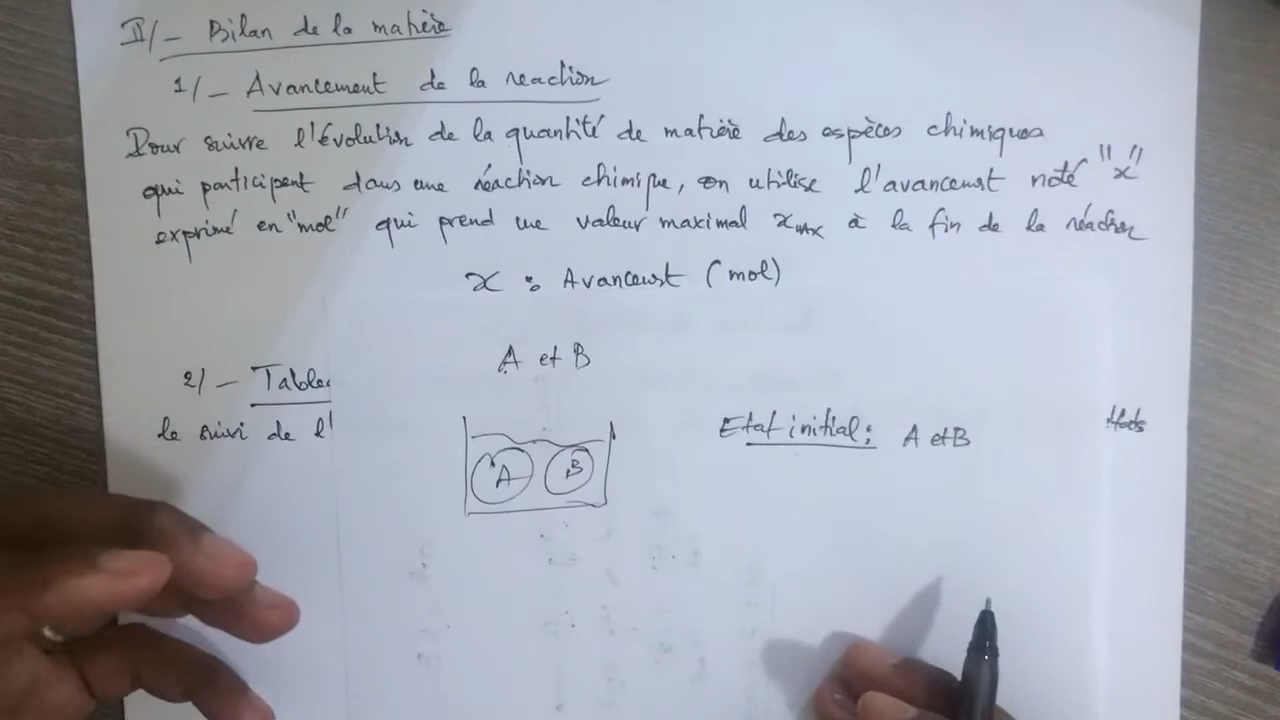 II/- Bilan de la matière
1/- Avancement de la reaction
Pour suivre l'évolution de la quantité de matière des espèces chimiques
qui participent dans une réaction chimique, on utilise l'avancement noté "x"
exprimé en "mol" qui prend une valeur maximal xmax à la fin de la réaction
x : Avancement (mol)
A et B
2/- Table
le suivi de l'
Etat initial : A et B
A B